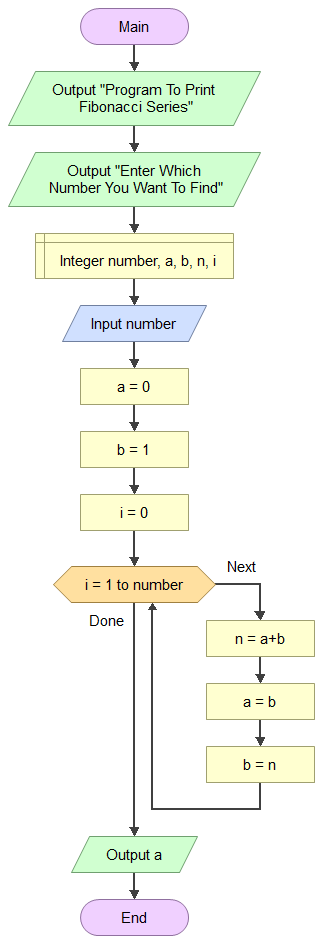 Main
Output "Program To Print
Fibonacci Series"
Output "Enter Which
Number You Want To Find"
Integer number, a, b, n, i
Input number
a = 0
b = 1
i = 0
i = 1 to number
Next
Done
n = a+b
a = b
b = n
Output a
End